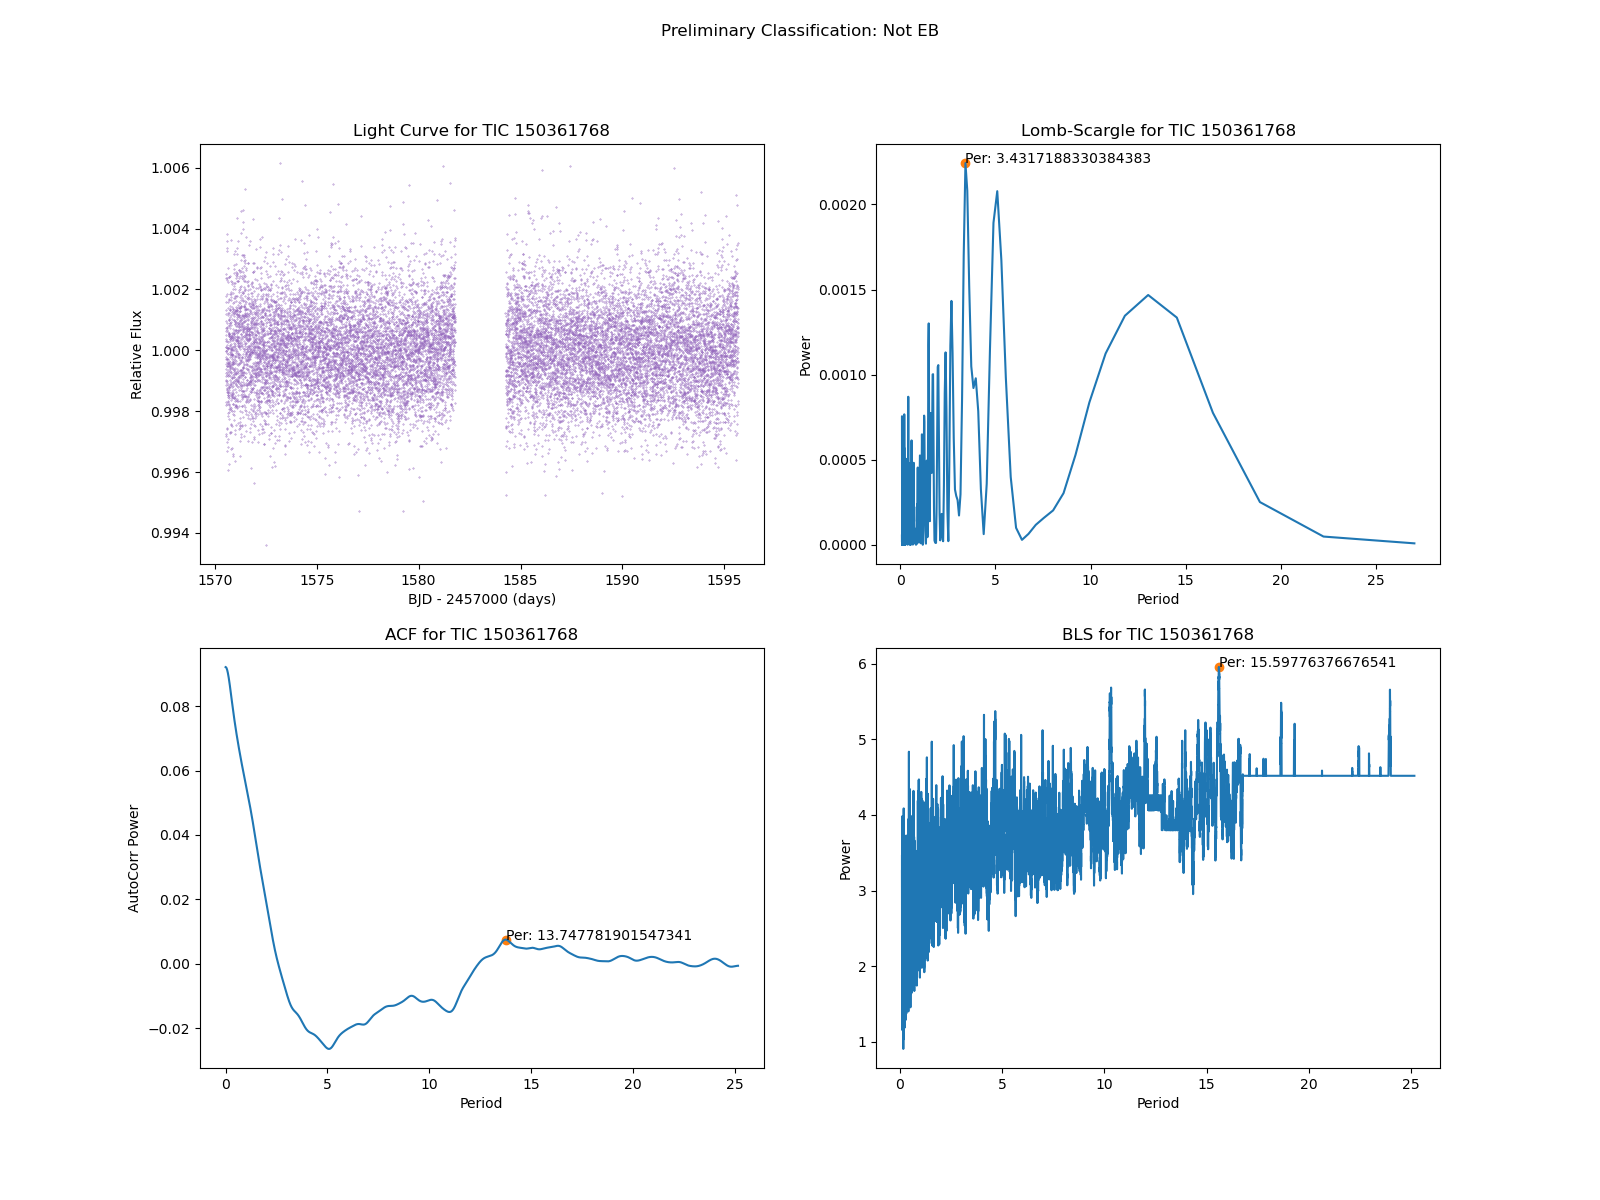 Preliminary Classification: Not EB
Light Curve for TIC 150361768
1.006
1.004
1.002
1.000
0.998
0.996
0.994
Relative Flux
1570 1575 1580 1585 1590 1595
BJD - 2457000 (days)
Lomb-Scargle for TIC 150361768
Per: 3.4317188330384383
0.0020
0.0015
0.0010
0.0005
0.0000
Power
0 5 10 15 20 25
Period
ACF for TIC 150361768
0.08
0.06
0.04
0.02
0.00
−0.02
AutoCorr Power
Per: 13.747781901547341
0 5 10 15 20 25
Period
BLS for TIC 150361768
Per: 15.59776376676541
6
5
4
3
2
1
Power
0 5 10 15 20 25
Period